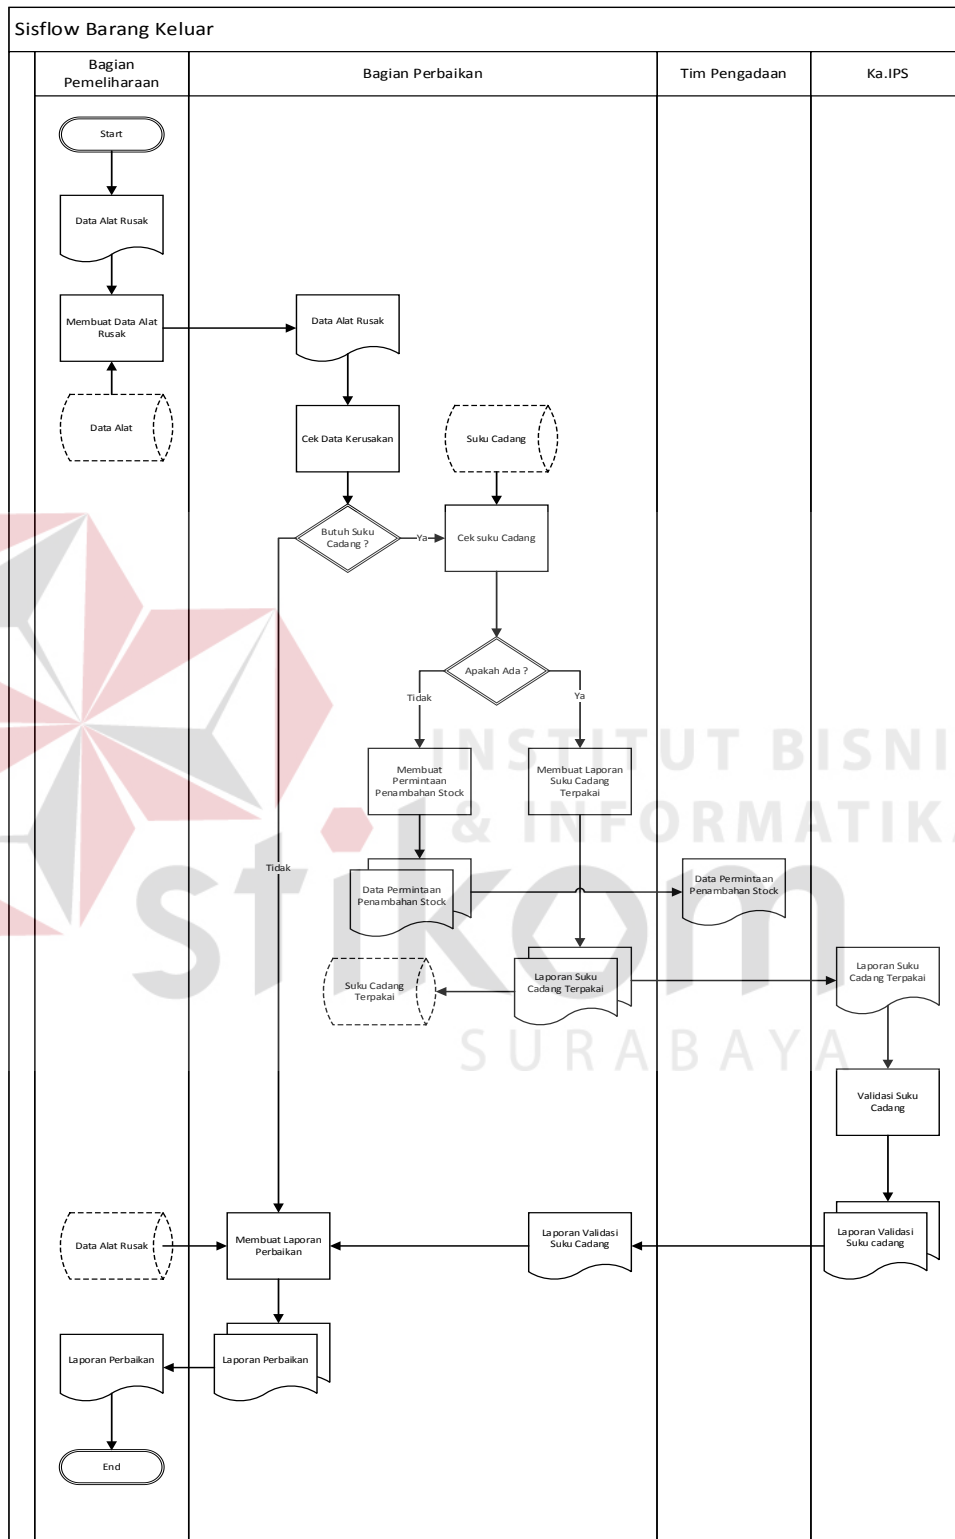 Sisflow Barang Keluar
Bagian
Pemeliharaan
Bagian Perbaikan
Tim Pengadaan
Ka.IPS
Start
Data Alat Rusak
Membuat Data Alat
Rusak
Data Alat Rusak
Data Alat
Cek Data Kerusakan
Suku Cadang
Butuh Suku
Cadang ?
Ya
Cek suku Cadang
Apakah Ada ?
Tidak
Ya
Membuat
Permintaan
Penambahan Stock
Membuat Laporan
Suku Cadang
Terpakai
INSTITUT BISNI
& INFORMATIKA
stikom
SURABAYA
Tidak
Data Permintaan
Penambahan Stock
Data Permintaan
Penambahan Stock
Suku Cadang
Terpakai
Laporan Suku
Cadang Terpakai
Laporan Suku
Cadang Terpakai
Validasi Suku
Cadang
Data Alat Rusak
Membuat Laporan
Perbaikan
Laporan Validasi
Suku Cadang
Laporan Validasi
Suku cadang
Laporan Perbaikan
Laporan Perbaikan
End